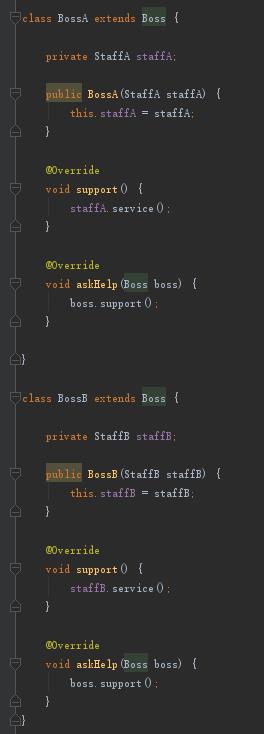 class BossA extends Boss {
private StaffA staffA;
public BossA(StaffA staffA) {
this.staffA = staffA;
}
@Override
void support() {
staffA.service();
}
@Override
void askHelp(Boss boss) {
boss.support();
}
}
class BossB extends Boss {
private StaffB staffB;
public BossB(StaffB staffB) {
this.staffB = staffB;
}
@Override
void support() {
staffB.service();
}
@Override
void askHelp(Boss boss) {
boss.support();
}
}